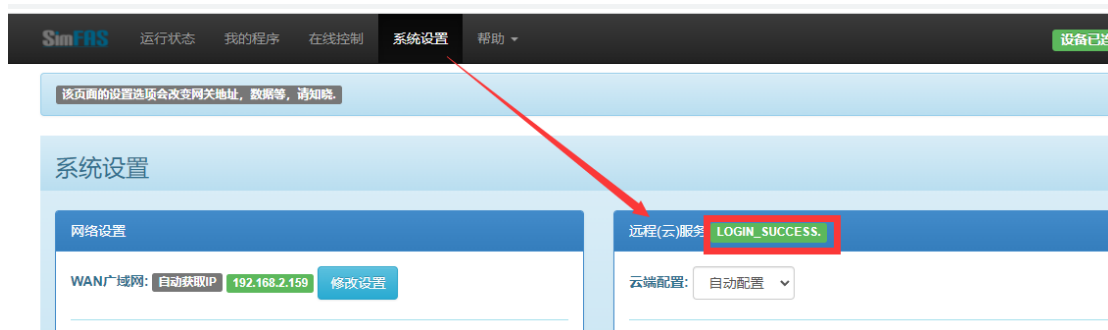 SimFAS 运行状态 我的程序 在线控制 系统设置 帮助
该页面的设置选项会改变网关地址，数据等，请知晓.
系统设置
网络设置
WAN广域网: 自动获取IP 192.168.2.159 修改设置
远程(云)服务 LOGIN_SUCCESS.
云端配置: 自动配置